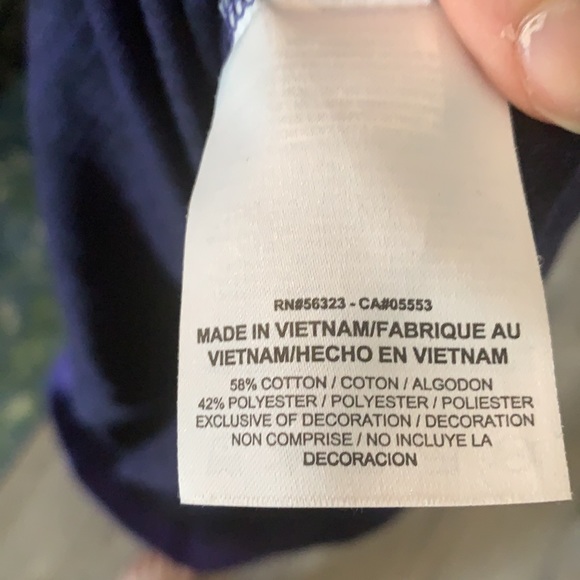 RN#56323 - CA#05553
MADE IN VIETNAM/FABRIQUE AU
VIETNAM/HECHO EN VIETNAM
58% COTTON / COTON / ALGODON
42% POLYESTER / POLYESTER / POLIESTER
EXCLUSIVE OF DECORATION / DECORATION
NON COMPRISE / NO INCLUYE LA
DECORACION